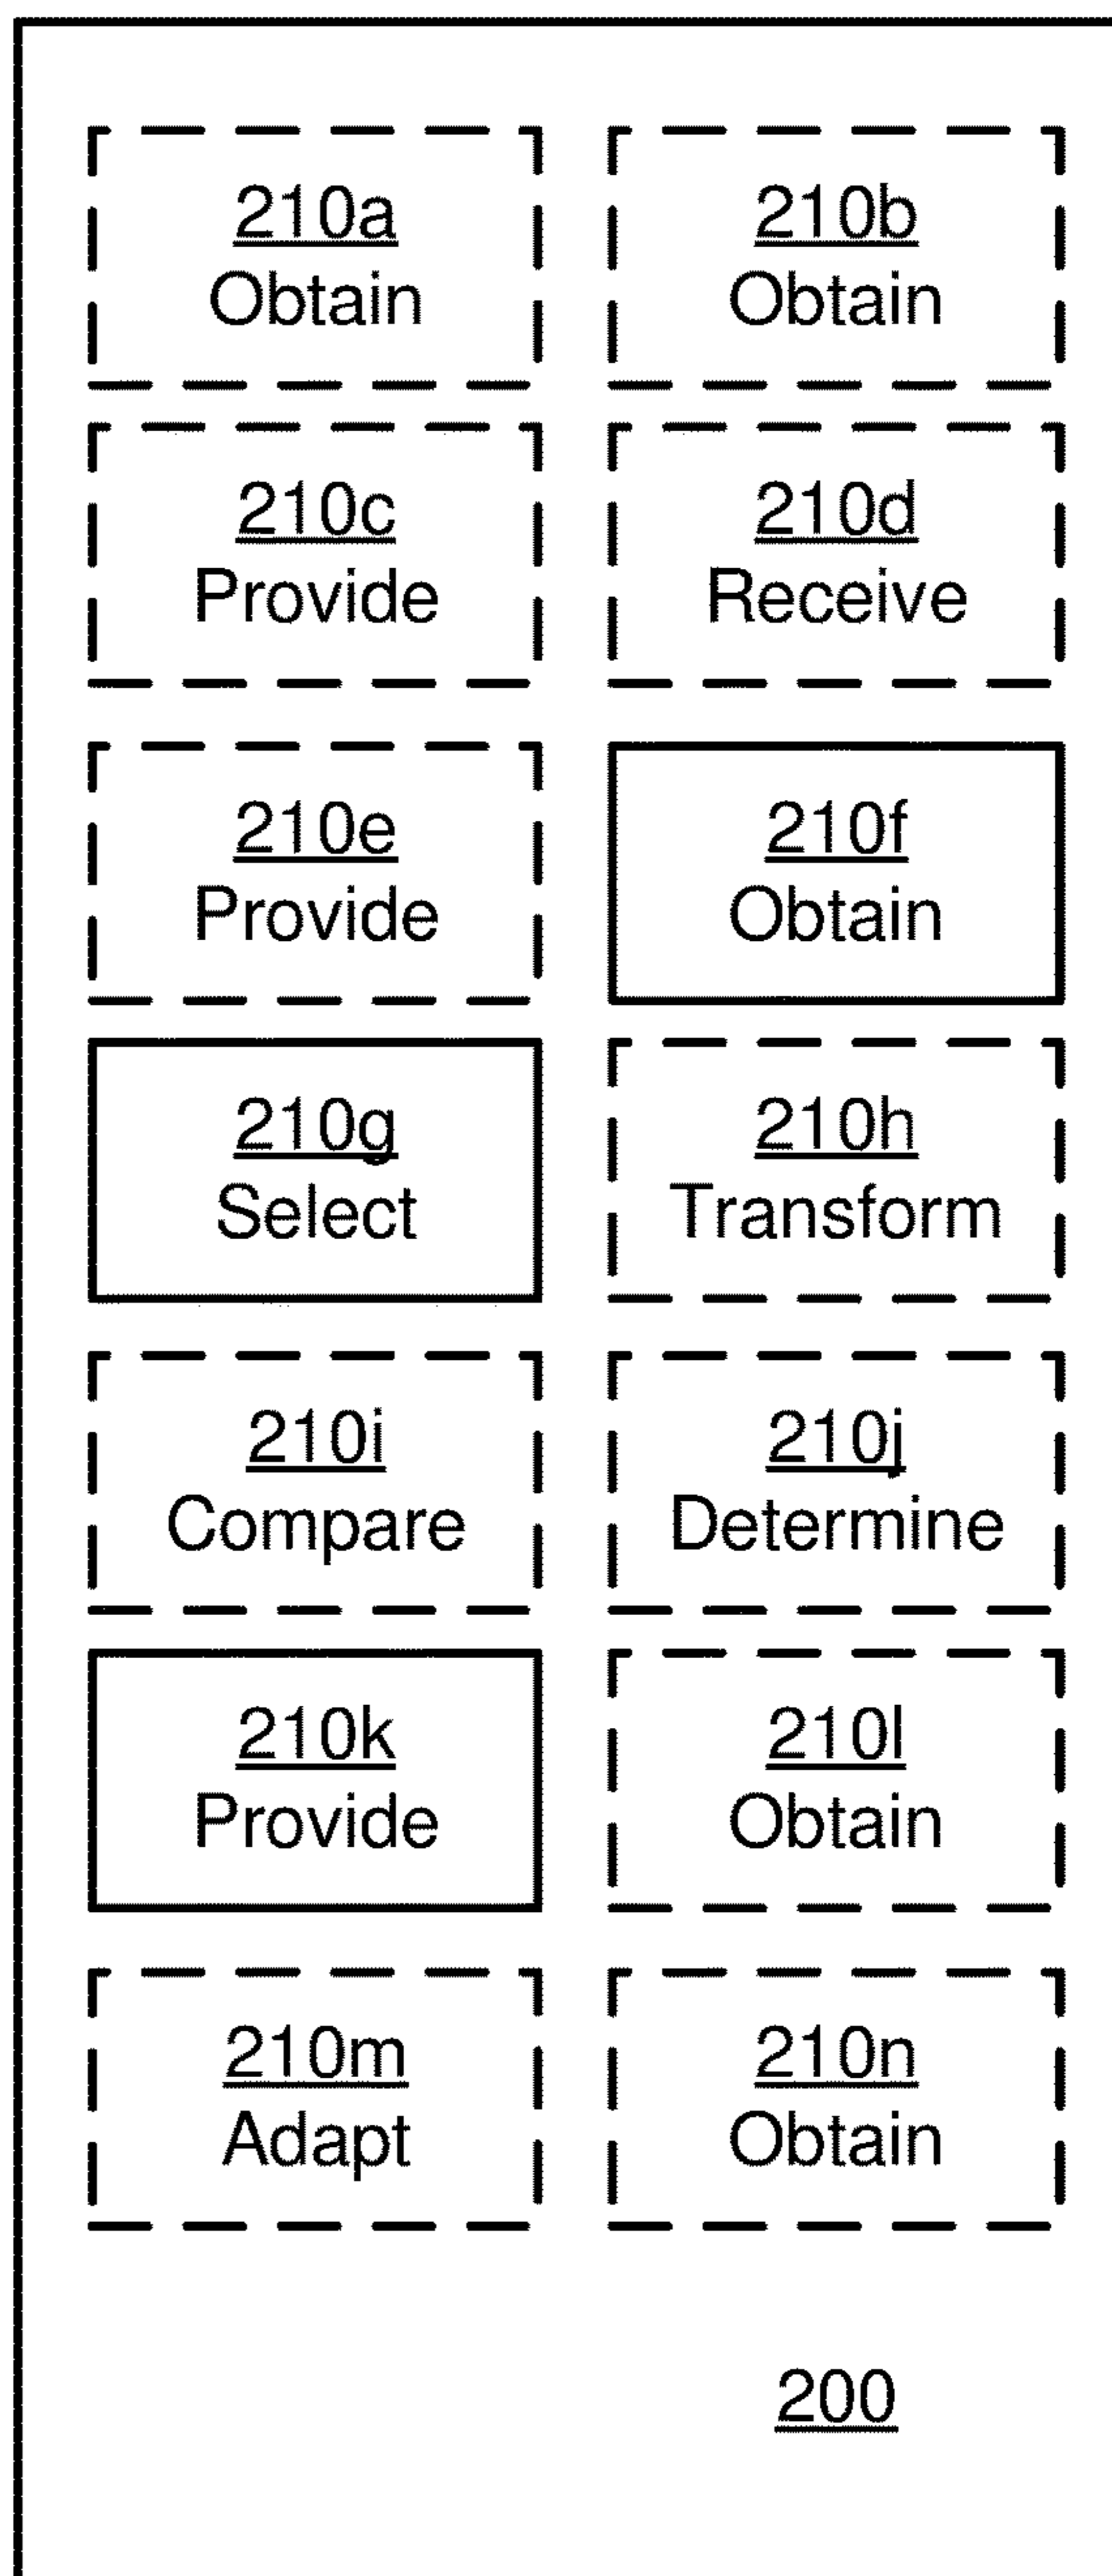 210a
Obtain
210b
Obtain
210c
Provide
210d
Receive
210e
Provide
210f
Obtain
210g
Select
210h
Transform
210i
Compare
210j
Determine
210k
Provide
210l
Obtain
210m
Adapt
210n
Obtain
200